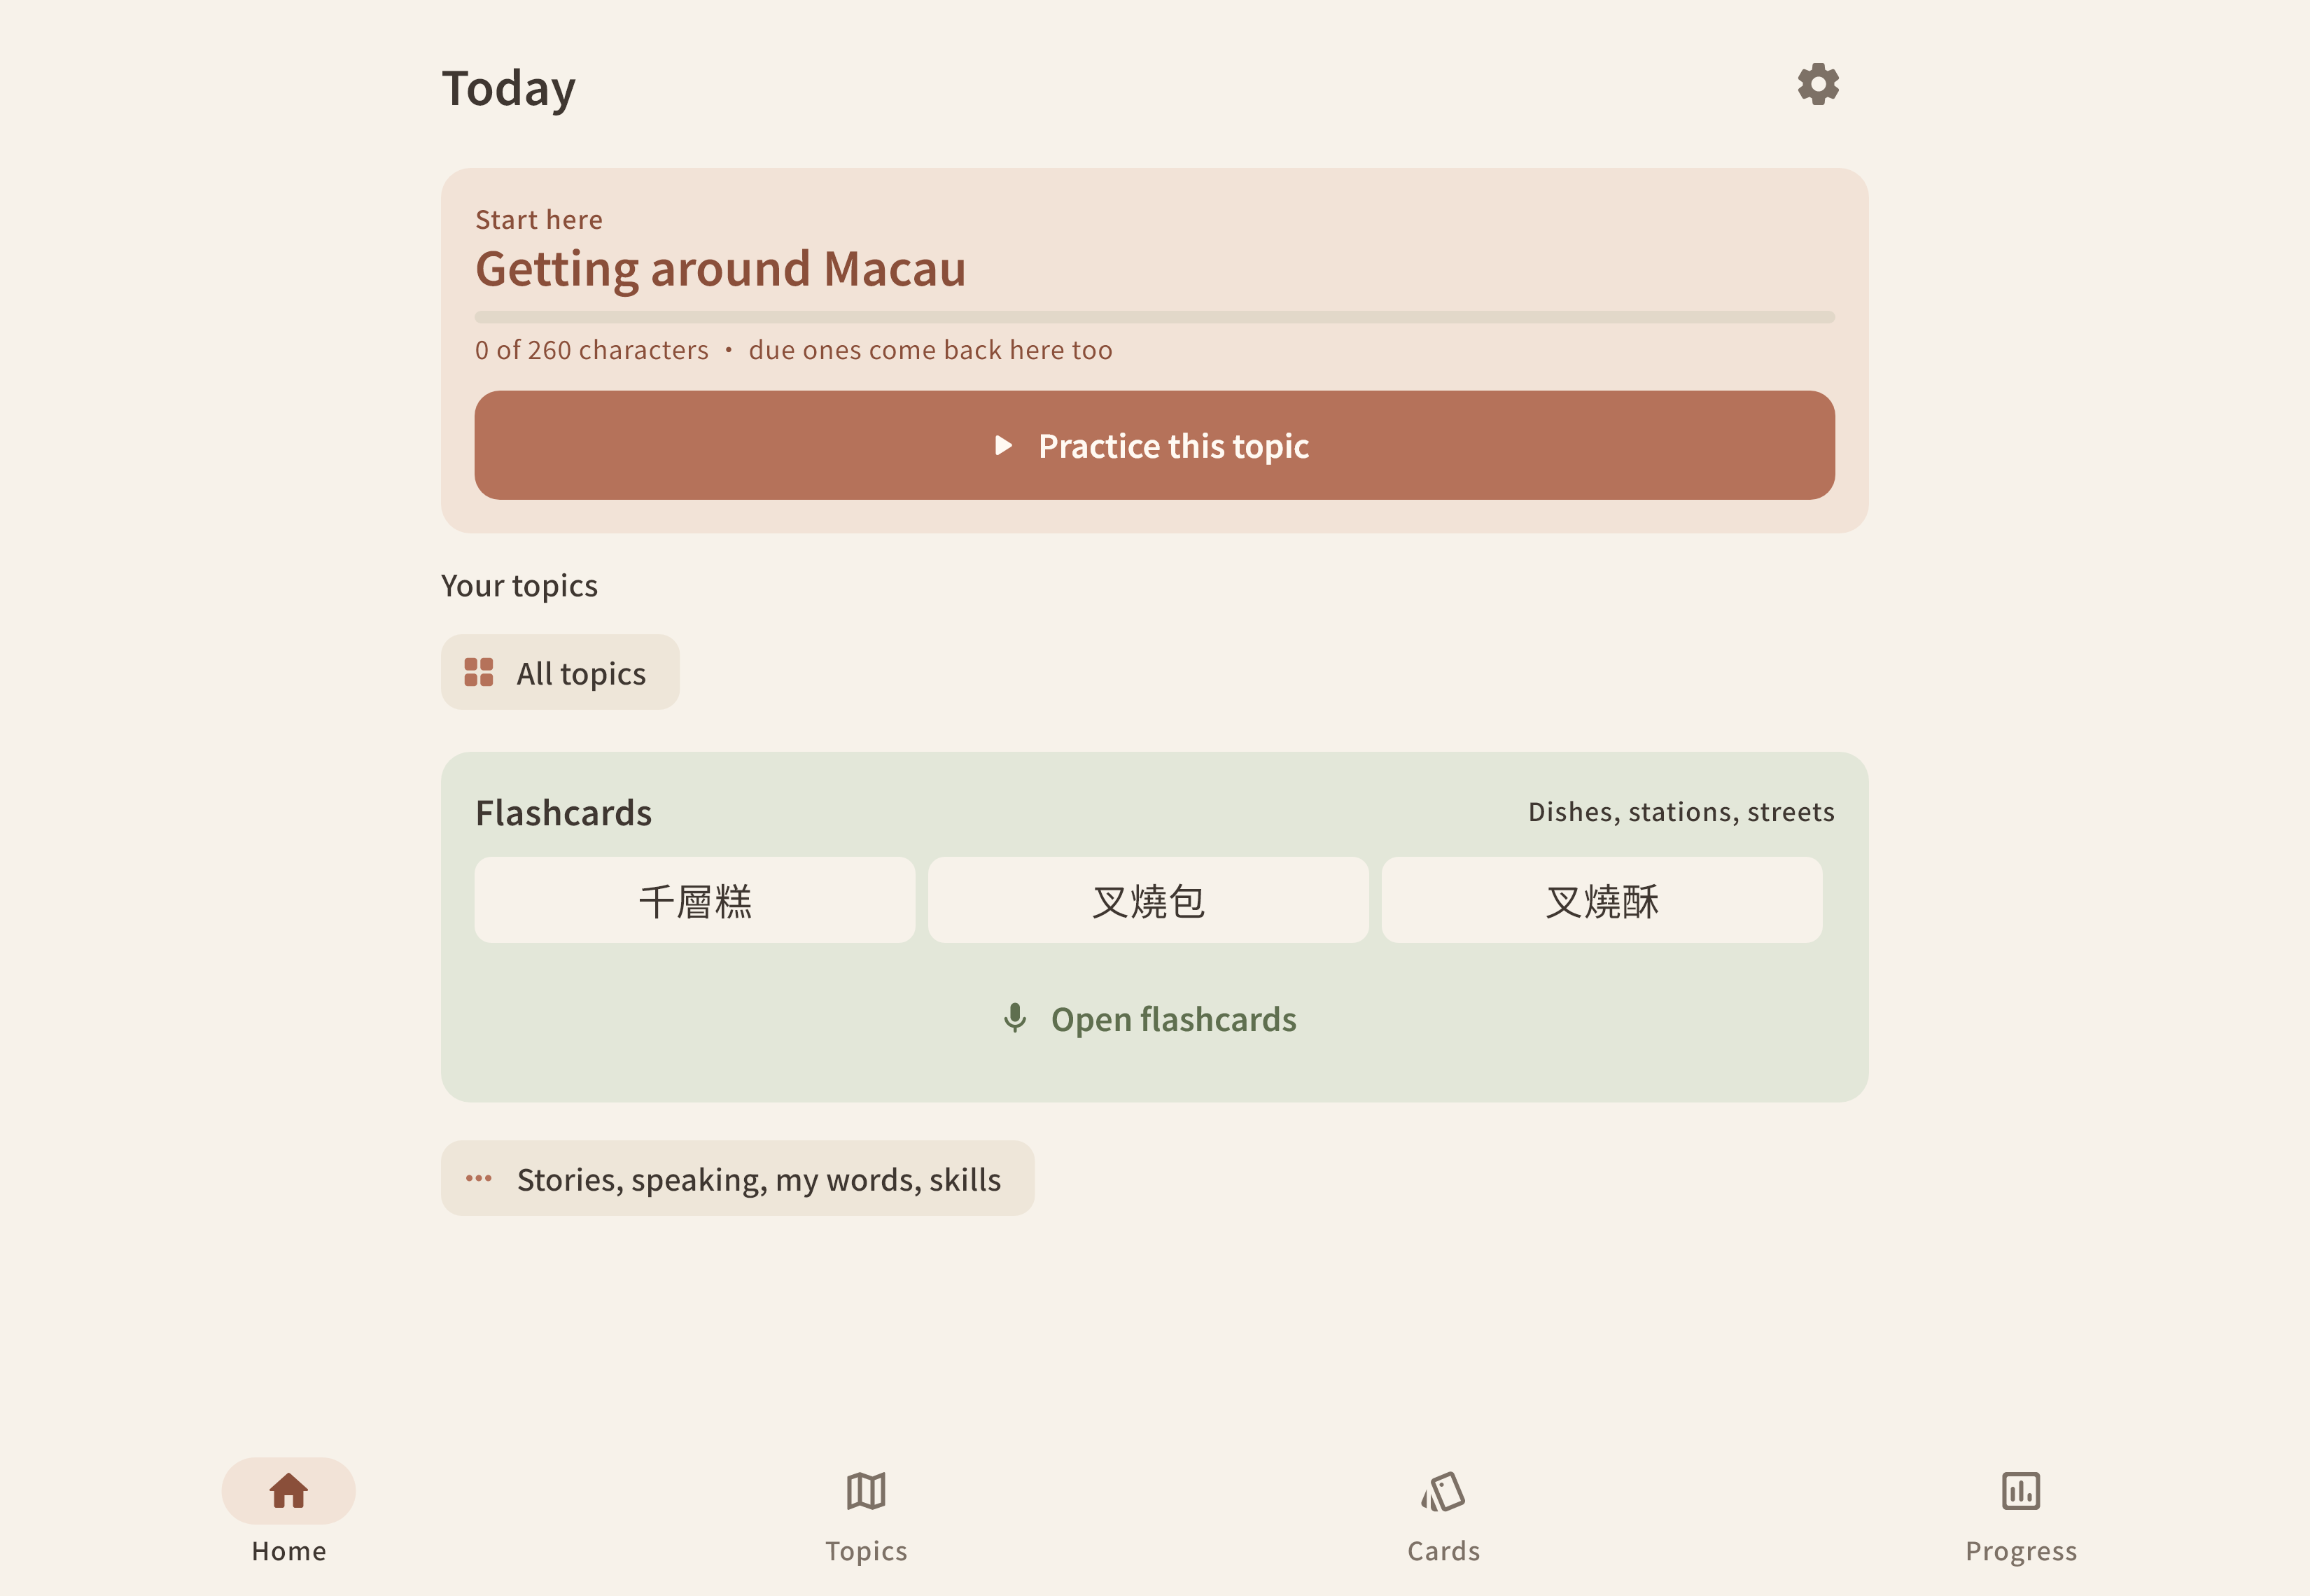 Today
Start here
Getting around Macau
0 of 260 characters • due ones come back here too
Practice this topic
Your topics
All topics
Flashcards
Dishes, stations, streets
千層糕
叉燒包
叉燒酥
Open flashcards
Stories, speaking, my words, skills
Home
Topics
Cards
Progress